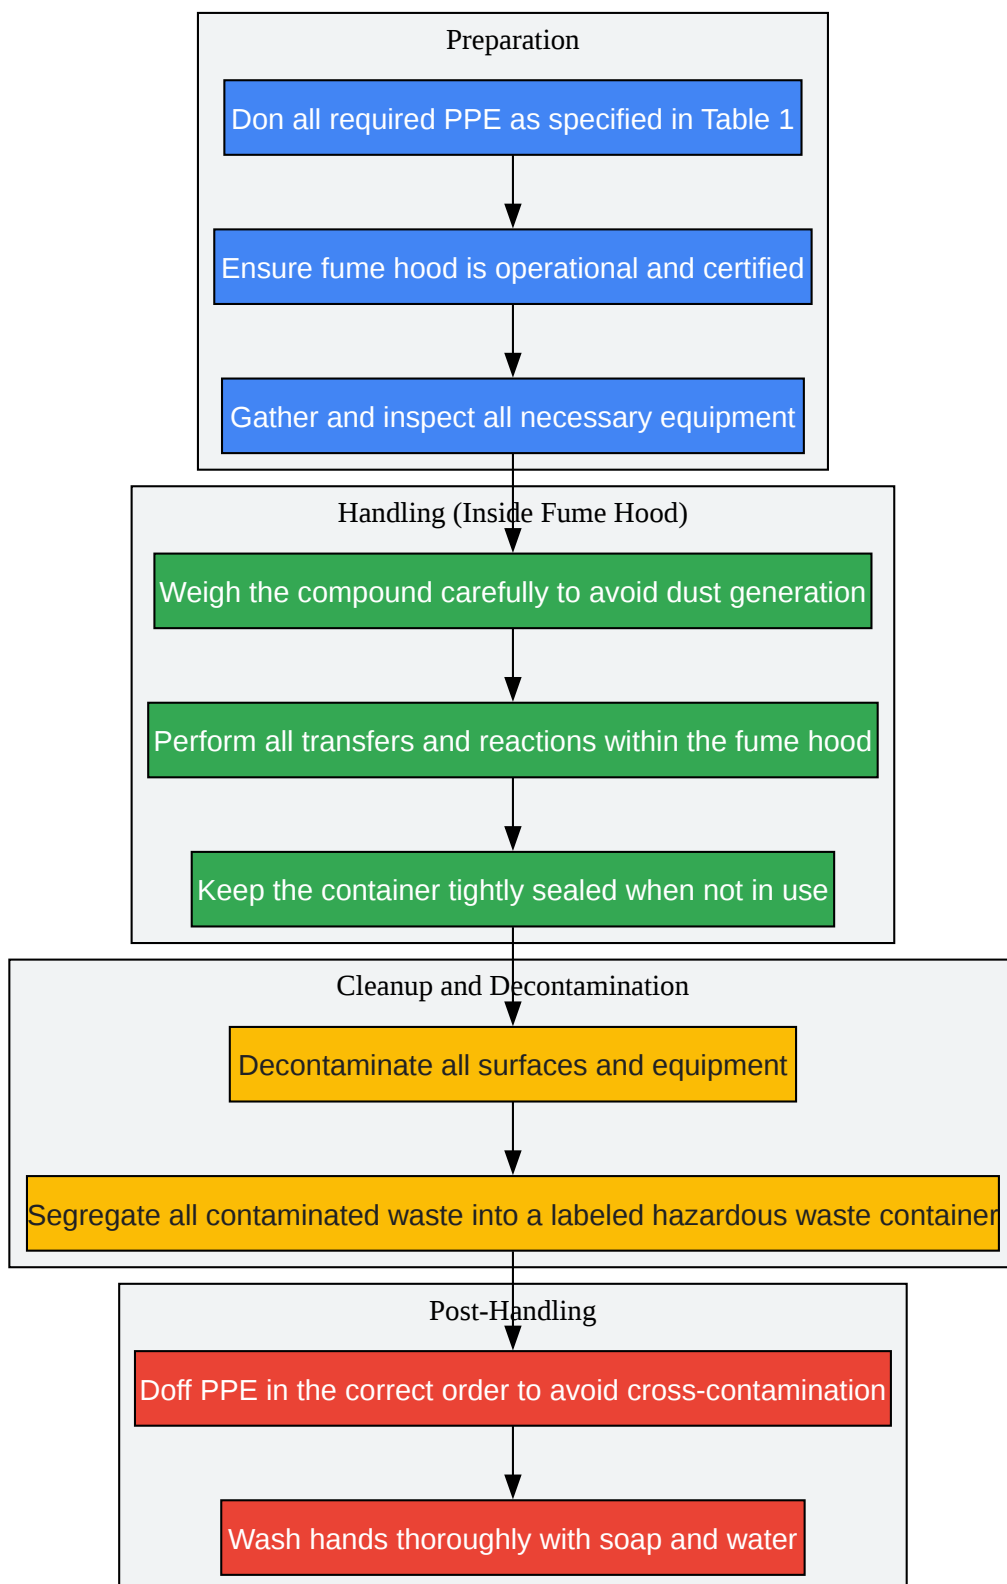 Preparation
Don all required PPE as specified in Table 1
Ensure fume hood is operational and certified
Gather and inspect all necessary equipment
Handling (Inside Fume Hood)
Weigh the compound carefully to avoid dust generation
Perform all transfers and reactions within the fume hood
Keep the container tightly sealed when not in use
Cleanup and Decontamination
Decontaminate all surfaces and equipment
Segregate all contaminated waste into a labeled hazardous waste container
Post-Handling
Doff PPE in the correct order to avoid cross-contamination
Wash hands thoroughly with soap and water